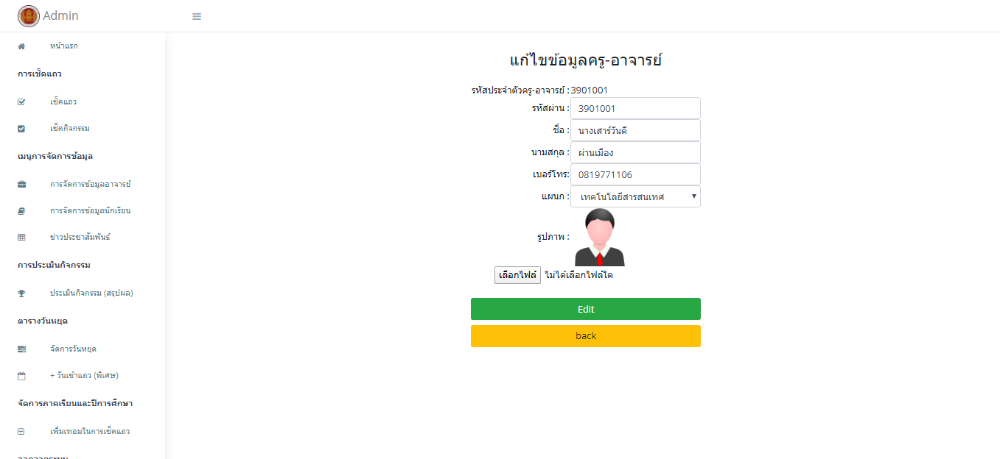 Admin
หน้าแรก
การเช็คแถว
เช็คแถว
เช็คกิจกรรม
เมนูการจัดการข้อมูล
การจัดการข้อมูลอาจารย์
การจัดการข้อมูลนักเรียน
ข่าวประชาสัมพันธ์
การประเมินกิจกรรม
ประเมินกิจกรรม (สรุปผล)
ตารางวันหยุด
จัดการวันหยุด
+ วันเข้าแถว (พิเศษ)
จัดการภาคเรียนและปีการศึกษา
เพิ่มเทอมในการเช็คแถว
แก้ไขข้อมูลครู-อาจารย์
รหัสประจำตัวครู-อาจารย์ : 3901001
รหัสผ่าน : 3901001
ชื่อ : นางเสาร์วันดี
นามสกุล : ผ่านเมือง
เบอร์โทร: 0819771106
แผนก : เทคโนโลยีสารสนเทศ
รูปภาพ :
เลือกไฟล์ ไม่ได้เลือกไฟล์ใด
Edit
back